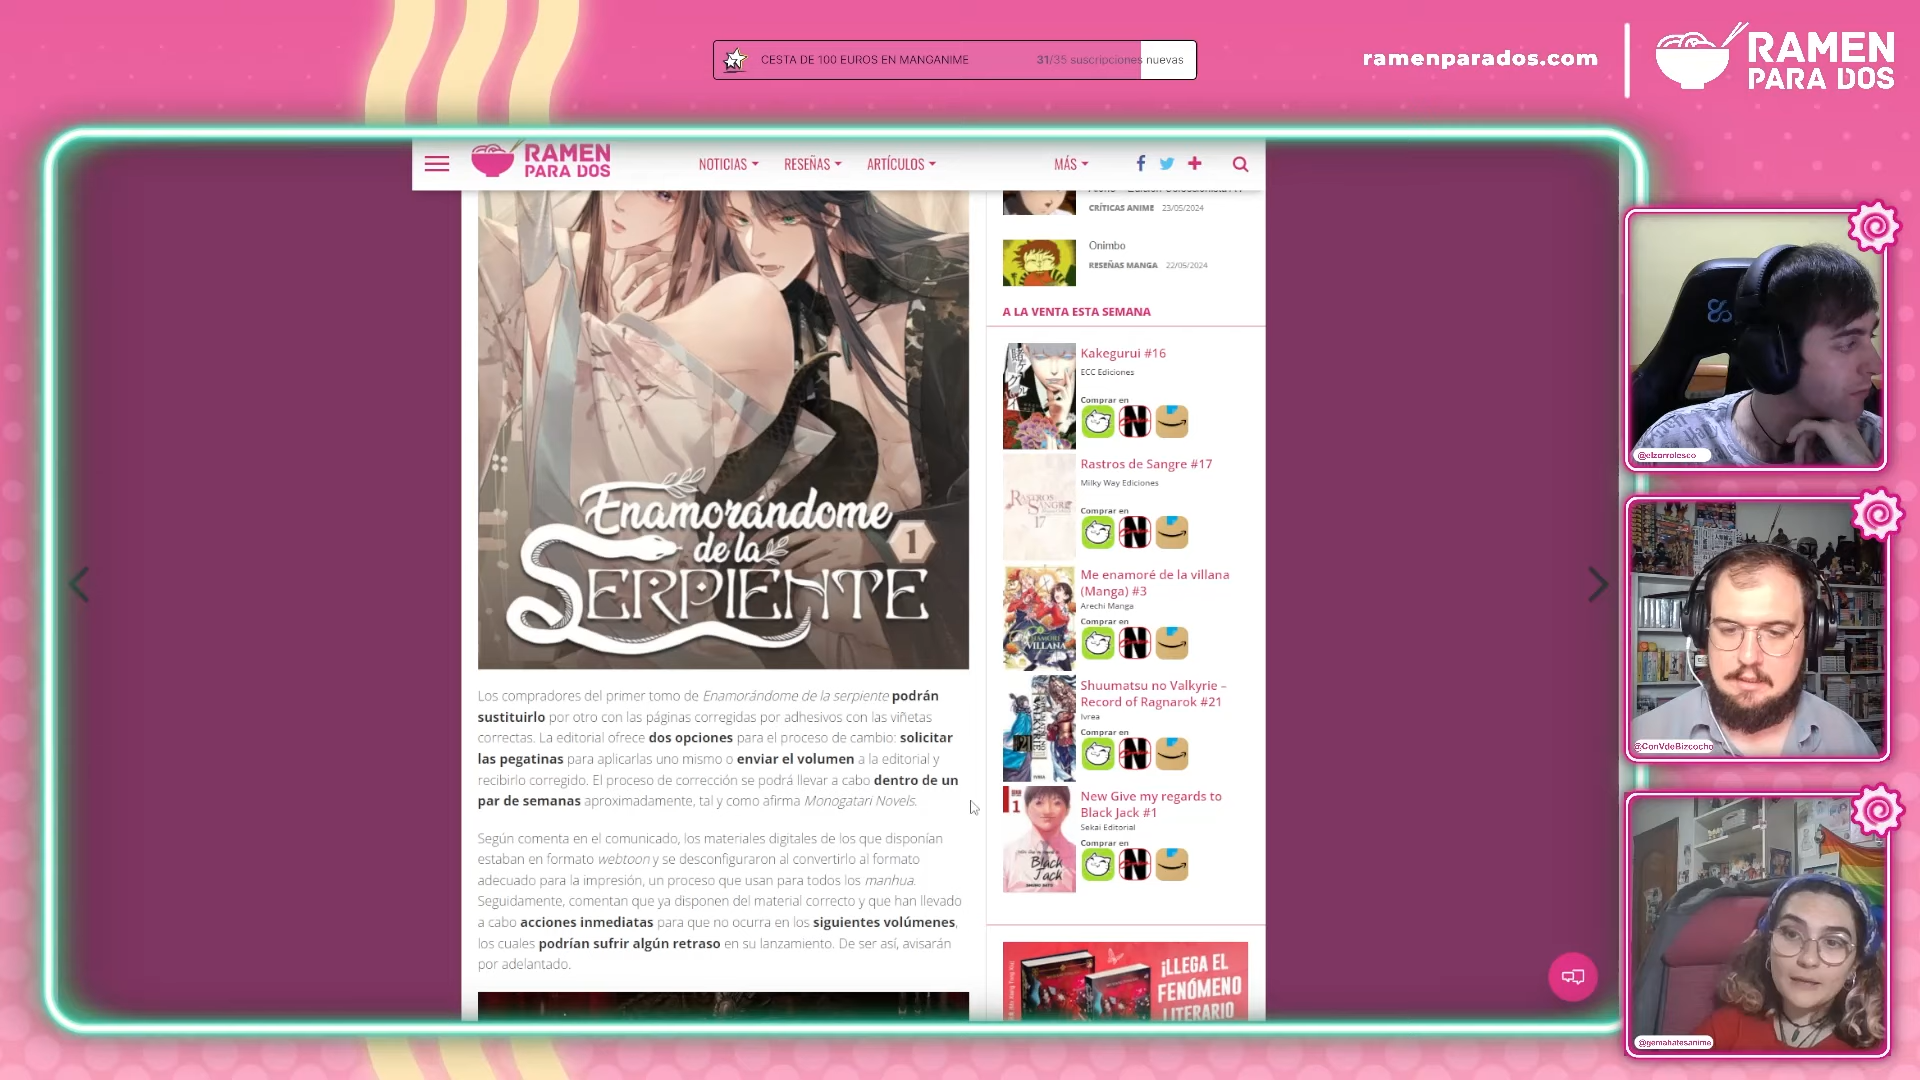 CESTA DE 100 EUROS EN MANGANIME
31/35 suscripciones nuevas
ramenparados.com
RAMEN
PARA DOS
RAMEN
PARA DOS
NOTICIAS
RESEÑAS
ARTÍCULOS
MÁS
Enamorándome
de la
1
SERPIENTE
Los compradores del primer tomo de Enamorándome de la serpiente podrán
sustituirlo por otro con las páginas corregidas por adhesivos con las viñetas
correctas. La editorial ofrece dos opciones para el proceso de cambio: solicitar
las pegatinas para aplicarlas uno mismo o enviar el volumen a la editorial y
recibirlo corregido. El proceso de corrección se podrá llevar a cabo dentro de un
par de semanas aproximadamente, tal y como afirma Monogatari Novels.
Según comenta en el comunicado, los materiales digitales de los que disponían
estaban en formato webtoon y se desconfiguraron al convertirlo al formato
adecuado para la impresión, un proceso que usan para todos los manhua.
Seguidamente, comentan que ya disponen del material correcto y que han llevado
a cabo acciones inmediatas para que no ocurra en los siguientes volúmenes,
los cuales podrían sufrir algún retraso en su lanzamiento. De ser así, avisarán
por adelantado.
CRÍTICAS ANIME 23/05/2024
Onimbo
RESEÑAS MANGA 22/05/2024
A LA VENTA ESTA SEMANA
Kakegurui #16
ECC Ediciones
Comprar en
Rastros de Sangre #17
Milky Way Ediciones
Comprar en
RASTROS
SANGRE
17
Me enamoré de la villana
(Manga) #3
Arechi Manga
Comprar en
VILLANA
Shuumatsu no Valkyrie –
Record of Ragnarok #21
Ivrea
Comprar en
21
New Give my regards to
Black Jack #1
Sekai Editorial
Comprar en
1
Black
Jack
¡LLEGA EL
FENÓMENO
LITERARIO
@elzorrolesco
@ConVdeBizcocho
@gemahatesanime